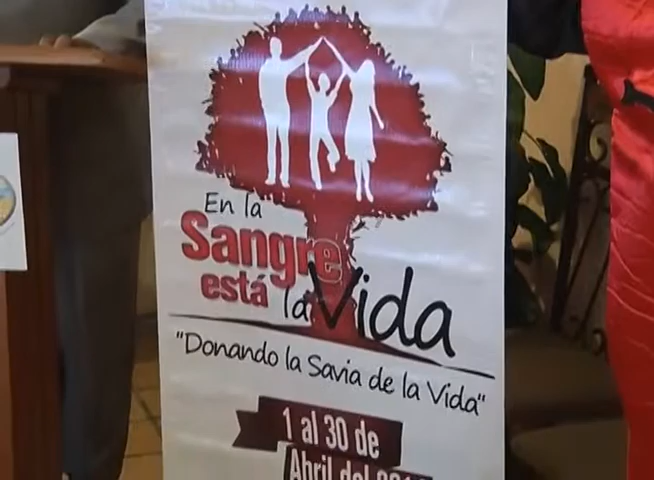 En la
Sangre
está la Vida
"Donando la Savia de la Vida"
1 al 30 de
Abril del